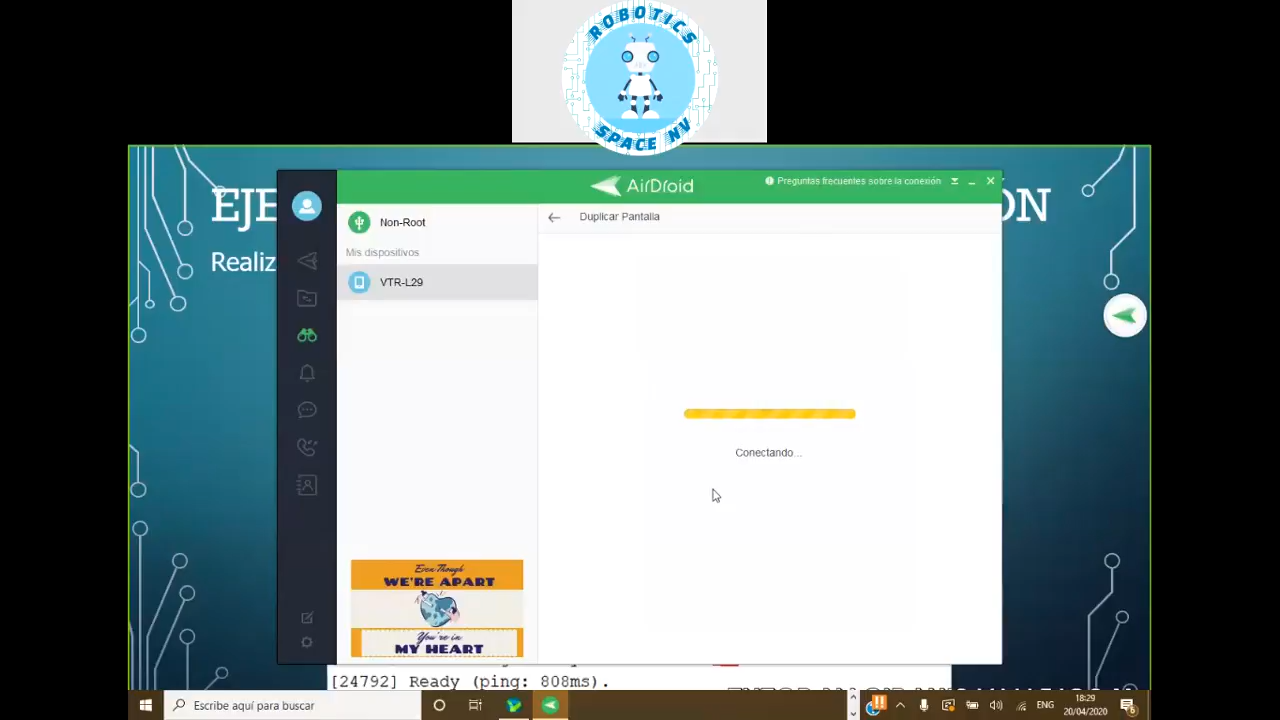 ROBOTICS
SPACE NV
EJE
ON
Realiz
AirDroid
Preguntas frecuentes sobre la conexión
Non-Root
Mis dispositivos
VTR-L29
Duplicar Pantalla
Conectando...
Even Though
WE'RE APART
You're in
MY HEART
[24792] Ready (ping: 808ms).
Escribe aquí para buscar
ENG
18:29
20/04/2020
6